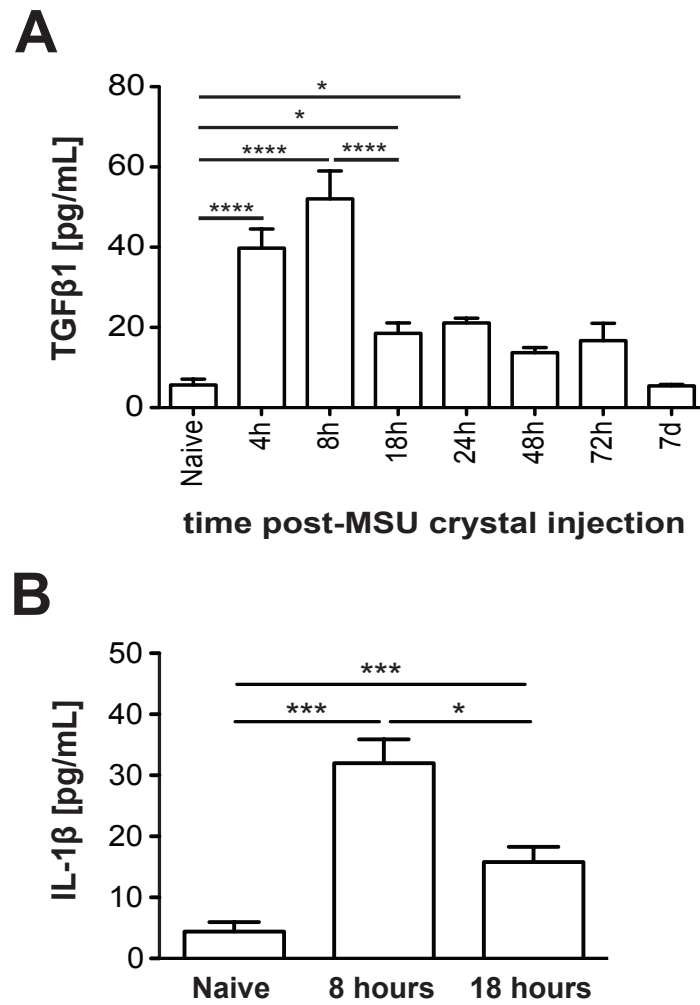 A
TGFβ1 [pg/mL]
80
60
40
20
0
*
*
**** ****
****
Naive 4h 8h 18h 24h 48h 72h 7d
time post-MSU crystal injection
B
IL-1β [pg/mL]
50
40
30
20
10
0
***
*** *
Naive 8 hours 18 hours